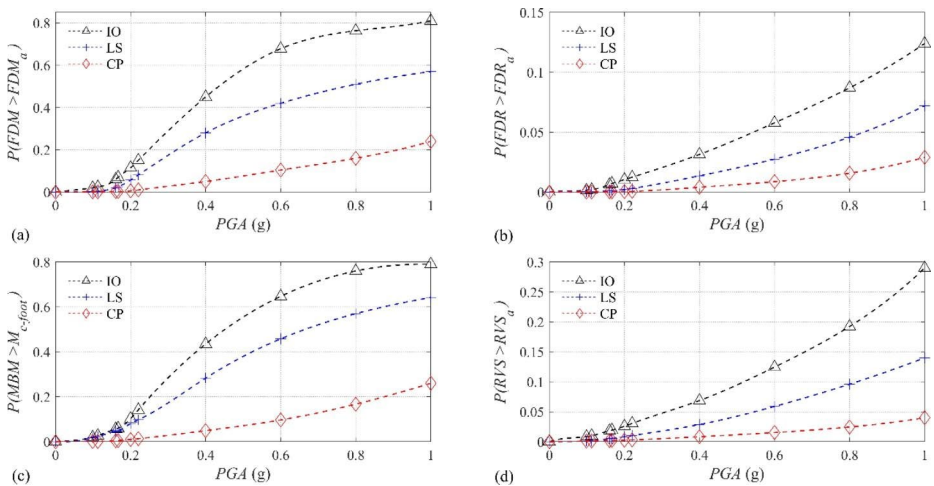 P(FDM >FDM_a)
0.8
0.6
0.4
0.2
0
IO
LS
CP
0 0.2 0.4 0.6 0.8 1
PGA (g)
(a)
P(FDR >FDR_a)
0.15
0.1
0.05
0
IO
LS
CP
0 0.2 0.4 0.6 0.8 1
PGA (g)
(b)
P(MBM >M_c-foot)
0.8
0.6
0.4
0.2
0
IO
LS
CP
0 0.2 0.4 0.6 0.8 1
PGA (g)
(c)
P(RVS >RVS_a)
0.3
0.25
0.2
0.15
0.1
0.05
0
IO
LS
CP
0 0.2 0.4 0.6 0.8 1
PGA (g)
(d)